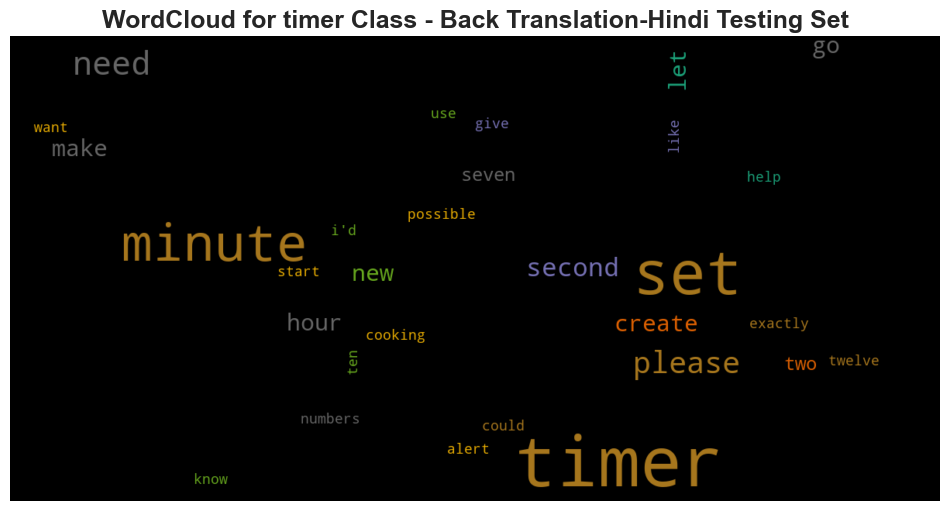 WordCloud for timer Class - Back Translation-Hindi Testing Set
go
need
let
use
give
want
like
make
seven
help
possible
i'd
minute
start
new
second
set
hour
create
exactly
cooking
ten
please
two
twelve
numbers
could
alert
timer
know